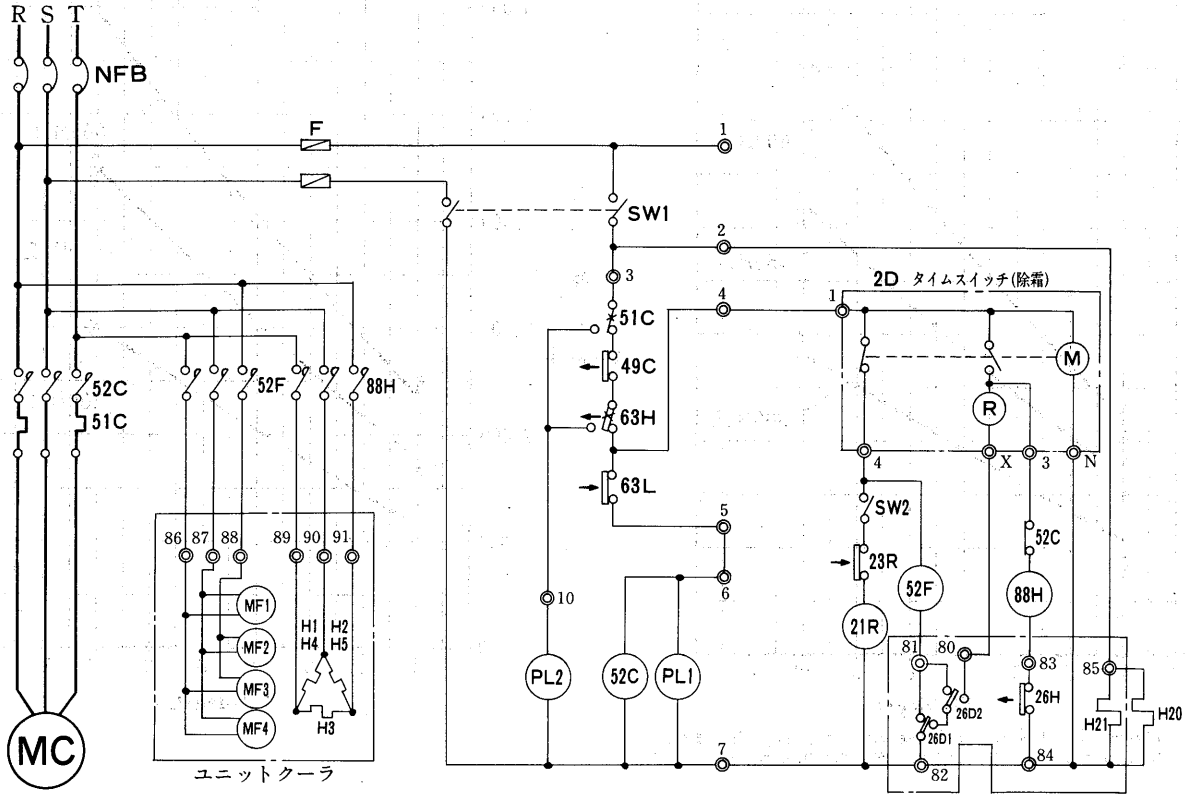 R S T
NFB
F
1
SW1
2
3
4
2D タイムスイッチ(除霜)
1
51C
49C
M
52C
52F
88H
51C
63H
R
4
X
3
N
63L
SW2
5
52C
86
87
88
89
90
91
23R
6
52F
88H
MF1
10
H1
H2
H4
H5
21R
MF2
81
80
83
85
PL2
52C
PL1
MF3
26H
26D2
H3
MF4
26D1
H21
H20
MC
7
84
82
ユニットクーラ